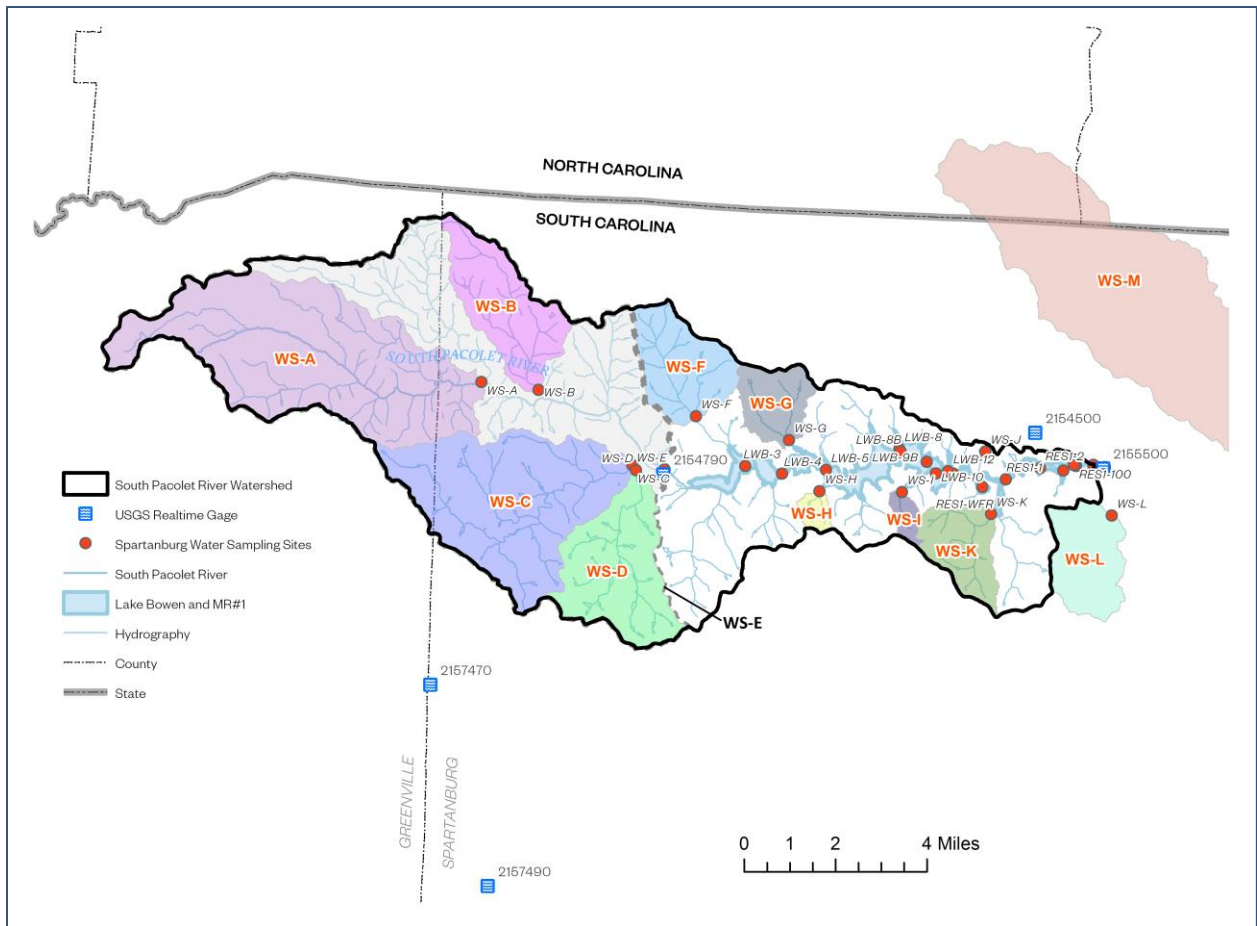 NORTH CAROLINA
SOUTH CAROLINA
WS-M
WS-B
WS-A
SOUTH PACOLET RIVER
WS-A
WS-B
WS-F
WS-F
WS-G
WS-G
2154500
LWB-8B
LWB-8
WS-J
2155500
WS-D
WS-E
2154790
LWB-3
LWB-4
LWB-5
LWB-9B
LWB-12
RES1-2
RES1-100
WS-C
WS-H
WS-I
LWB-10
WS-C
WS-H
WS-I
RES1-WFR
WS-K
WS-L
WS-D
WS-K
WS-L
WS-E
South Pacolet River Watershed
USGS Realtime Gage
Spartanburg Water Sampling Sites
South Pacolet River
Lake Bowen and MR#1
Hydrography
County
State
2157470
GREENVILLE
SPARTANBURG
2157490
0 1 2 4 Miles